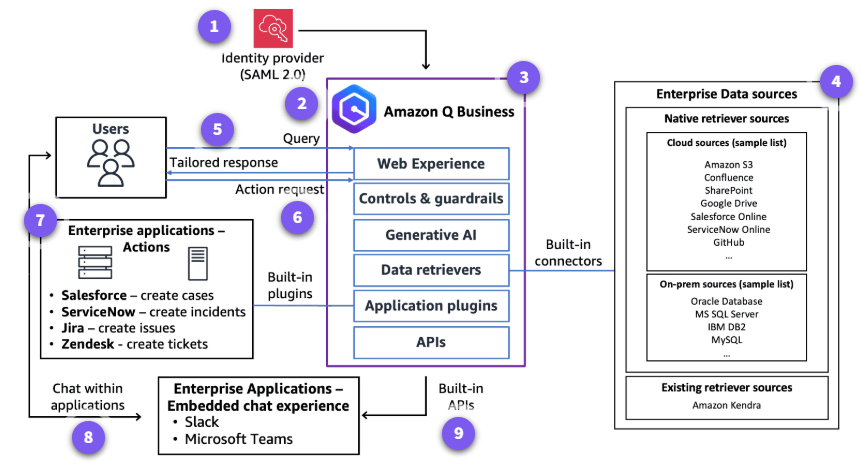 1
Identity provider
(SAML 2.0)
2
3
Amazon Q Business
Web Experience
Controls & guardrails
Generative AI
Data retrievers
Application plugins
APIs
Users
5
Query
Tailored response
Action request
6
7
Enterprise applications –
Actions
• Salesforce – create cases
• ServiceNow – create incidents
• Jira – create issues
• Zendesk - create tickets
Built-in
plugins
Built-in
connectors
4
Enterprise Data sources
Native retriever sources
Cloud sources (sample list)
Amazon S3
Confluence
SharePoint
Google Drive
Salesforce Online
ServiceNow Online
GitHub
...
On-prem sources (sample list)
Oracle Database
MS SQL Server
IBM DB2
MySQL
...
Existing retriever sources
Amazon Kendra
Chat within
applications
8
Enterprise Applications –
Embedded chat experience
• Slack
• Microsoft Teams
Built-in
APIs
9